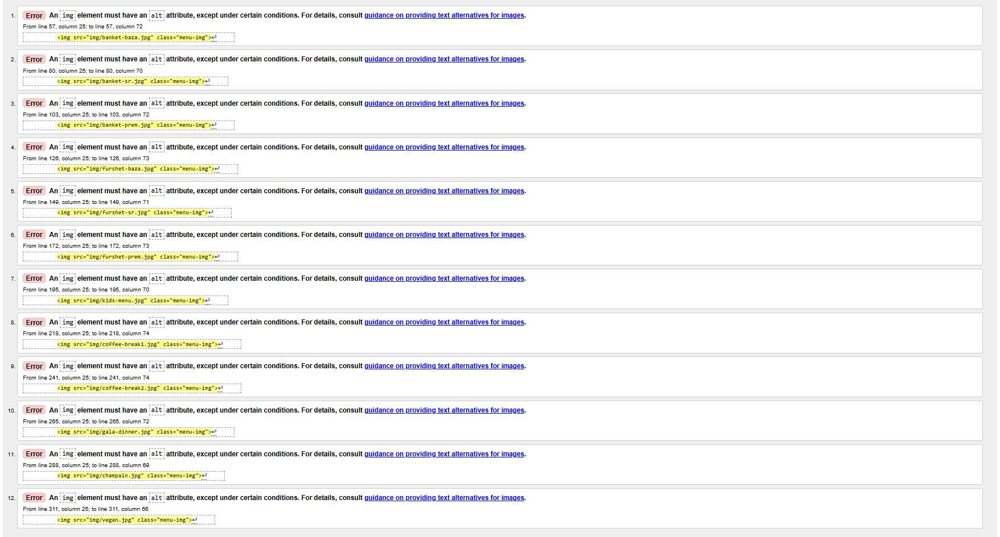 1. Error An img element must have an alt attribute, except under certain conditions. For details, consult guidance on providing text alternatives for images.
From line 57, column 25; to line 57, column 72
<img src="img/banket-baza.jpg" class="menu-img">↩
2. Error An img element must have an alt attribute, except under certain conditions. For details, consult guidance on providing text alternatives for images.
From line 80, column 25; to line 80, column 70
<img src="img/banket-sr.jpg" class="menu-img">↩
3. Error An img element must have an alt attribute, except under certain conditions. For details, consult guidance on providing text alternatives for images.
From line 103, column 25; to line 103, column 72
<img src="img/banket-prem.jpg" class="menu-img">↩
4. Error An img element must have an alt attribute, except under certain conditions. For details, consult guidance on providing text alternatives for images.
From line 126, column 25; to line 126, column 73
<img src="img/furshet-baza.jpg" class="menu-img">↩
5. Error An img element must have an alt attribute, except under certain conditions. For details, consult guidance on providing text alternatives for images.
From line 149, column 25; to line 149, column 71
<img src="img/furshet-sr.jpg" class="menu-img">↩
6. Error An img element must have an alt attribute, except under certain conditions. For details, consult guidance on providing text alternatives for images.
From line 172, column 25; to line 172, column 73
<img src="img/furshet-prem.jpg" class="menu-img">↩
7. Error An img element must have an alt attribute, except under certain conditions. For details, consult guidance on providing text alternatives for images.
From line 195, column 25; to line 195, column 70
<img src="img/kids-menu.jpg" class="menu-img">↩
8. Error An img element must have an alt attribute, except under certain conditions. For details, consult guidance on providing text alternatives for images.
From line 218, column 25; to line 218, column 74
<img src="img/coffee-break1.jpg" class="menu-img">↩
9. Error An img element must have an alt attribute, except under certain conditions. For details, consult guidance on providing text alternatives for images.
From line 241, column 25; to line 241, column 74
<img src="img/coffee-break2.jpg" class="menu-img">↩
10. Error An img element must have an alt attribute, except under certain conditions. For details, consult guidance on providing text alternatives for images.
From line 265, column 25; to line 265, column 72
<img src="img/gala-dinner.jpg" class="menu-img">↩
11. Error An img element must have an alt attribute, except under certain conditions. For details, consult guidance on providing text alternatives for images.
From line 288, column 25; to line 288, column 69
<img src="img/champain.jpg" class="menu-img">↩
12. Error An img element must have an alt attribute, except under certain conditions. For details, consult guidance on providing text alternatives for images.
From line 311, column 25; to line 311, column 66
<img src="img/vegan.jpg" class="menu-img">↩